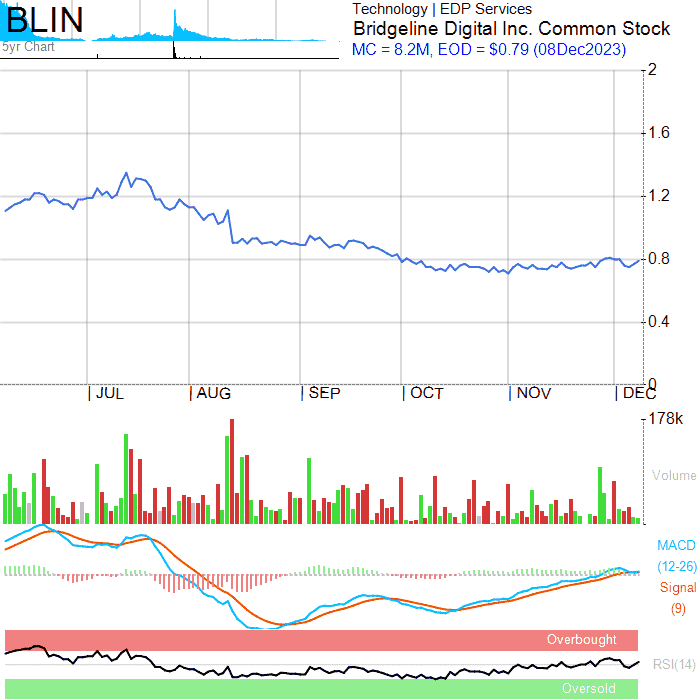 BLIN
5yr Chart
Technology | EDP Services
Bridgeline Digital Inc. Common Stock
MC = 8.2M, EOD = $0.79 (08Dec2023)
2
1.6
1.2
0.8
0.4
0
JUL AUG SEP OCT NOV DEC
178k
Volume
MACD
(12-26)
Signal
(9)
Overbought
RSI(14)
Oversold